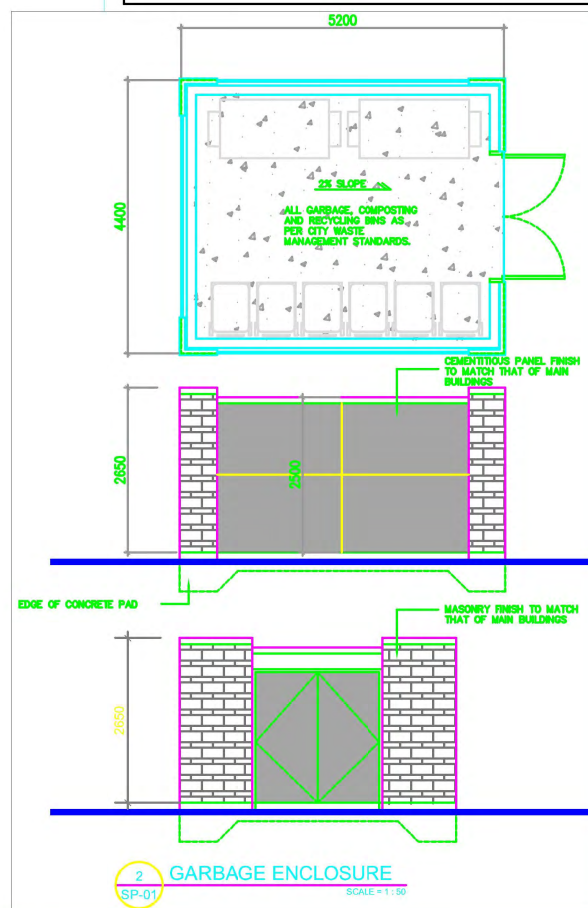 5200
4400
2% SLOPE
ALL GARBAGE, COMPOSTING
AND RECYCLING BINS AS
PER CITY WASTE
MANAGEMENT STANDARDS.
CEMENTITIOUS PANEL FINISH
TO MATCH THAT OF MAIN
BUILDINGS
2650
2500
EDGE OF CONCRETE PAD
MASONRY FINISH TO MATCH
THAT OF MAIN BUILDINGS
2650
2
SP-01
GARBAGE ENCLOSURE
SCALE = 1 : 50